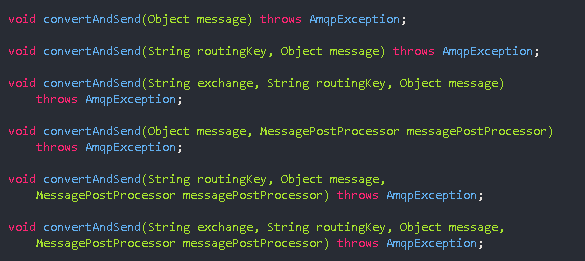 void convertAndSend(Object message) throws AmqpException;
void convertAndSend(String routingKey, Object message) throws AmqpException;
void convertAndSend(String exchange, String routingKey, Object message)
throws AmqpException;
void convertAndSend(Object message, MessagePostProcessor messagePostProcessor)
throws AmqpException;
void convertAndSend(String routingKey, Object message,
MessagePostProcessor messagePostProcessor) throws AmqpException;
void convertAndSend(String exchange, String routingKey, Object message,
MessagePostProcessor messagePostProcessor) throws AmqpException;